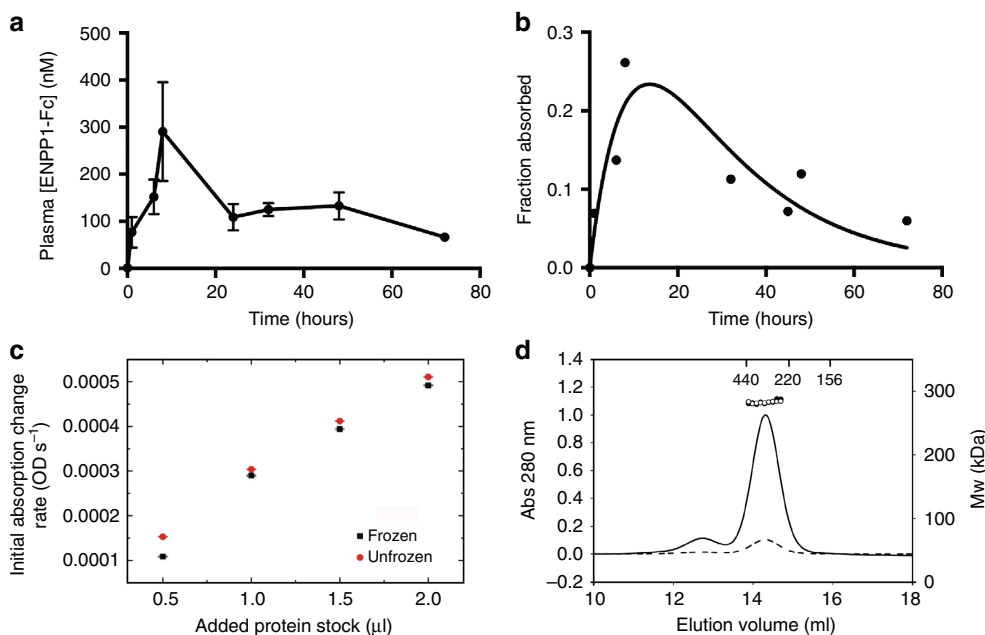 a
500
400
300
200
100
0
Plasma [ENPP1-Fc] (nM)
0 20 40 60 80
Time (hours)
b
0.3
0.2
0.1
0.0
Fraction absorbed
0 20 40 60 80
Time (hours)
c
0.0005
0.0004
0.0003
0.0002
0.0001
Initial absorption change
rate (OD s⁻¹)
Frozen
Unfrozen
0.5 1.0 1.5 2.0
Added protein stock (μl)
d
1.4
1.2
1.0
0.8
0.6
0.4
0.2
0.0
–0.2
Abs 280 nm
440 220 156
300
200
100
0
Mw (kDa)
10 12 14 16 18
Elution volume (ml)